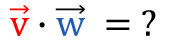 v⃗ · w⃗ = ?